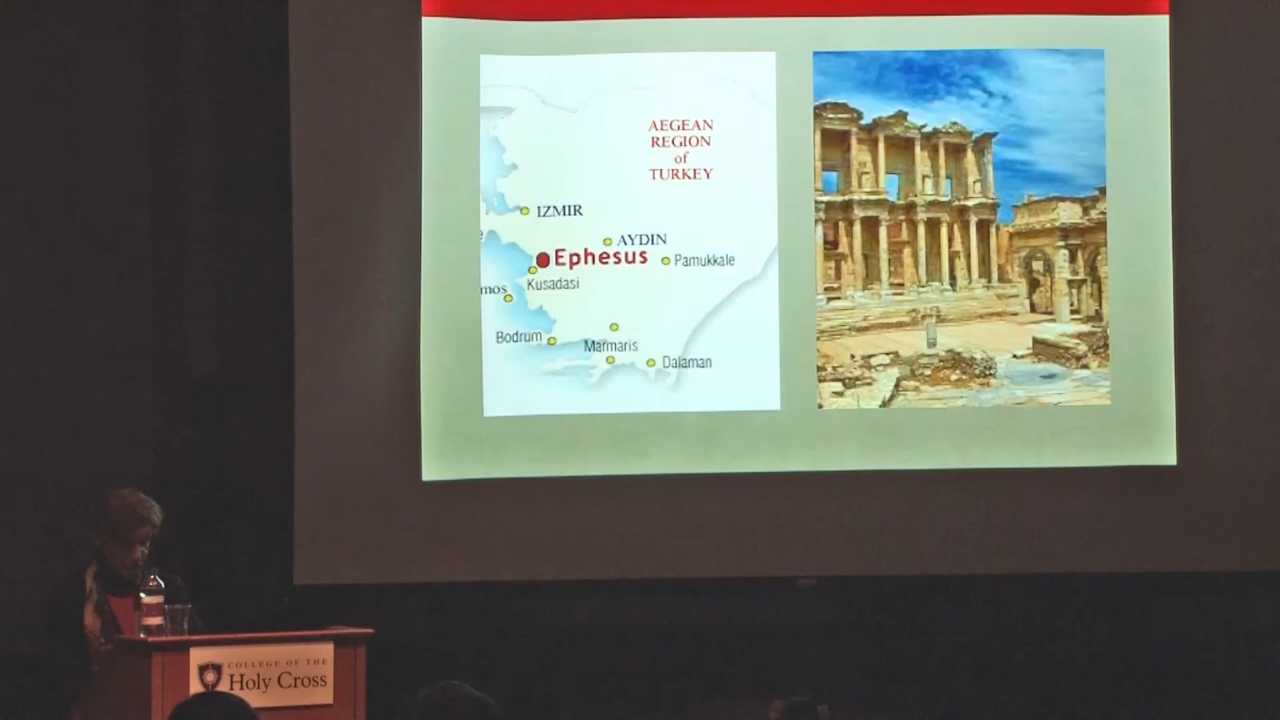 AEGEAN
REGION
of
TURKEY
IZMIR
AYDIN
Ephesus
Pamukkale
Kusadasi
mos
Bodrum
Marmaris
Dalaman
COLLEGE OF THE
Holy Cross